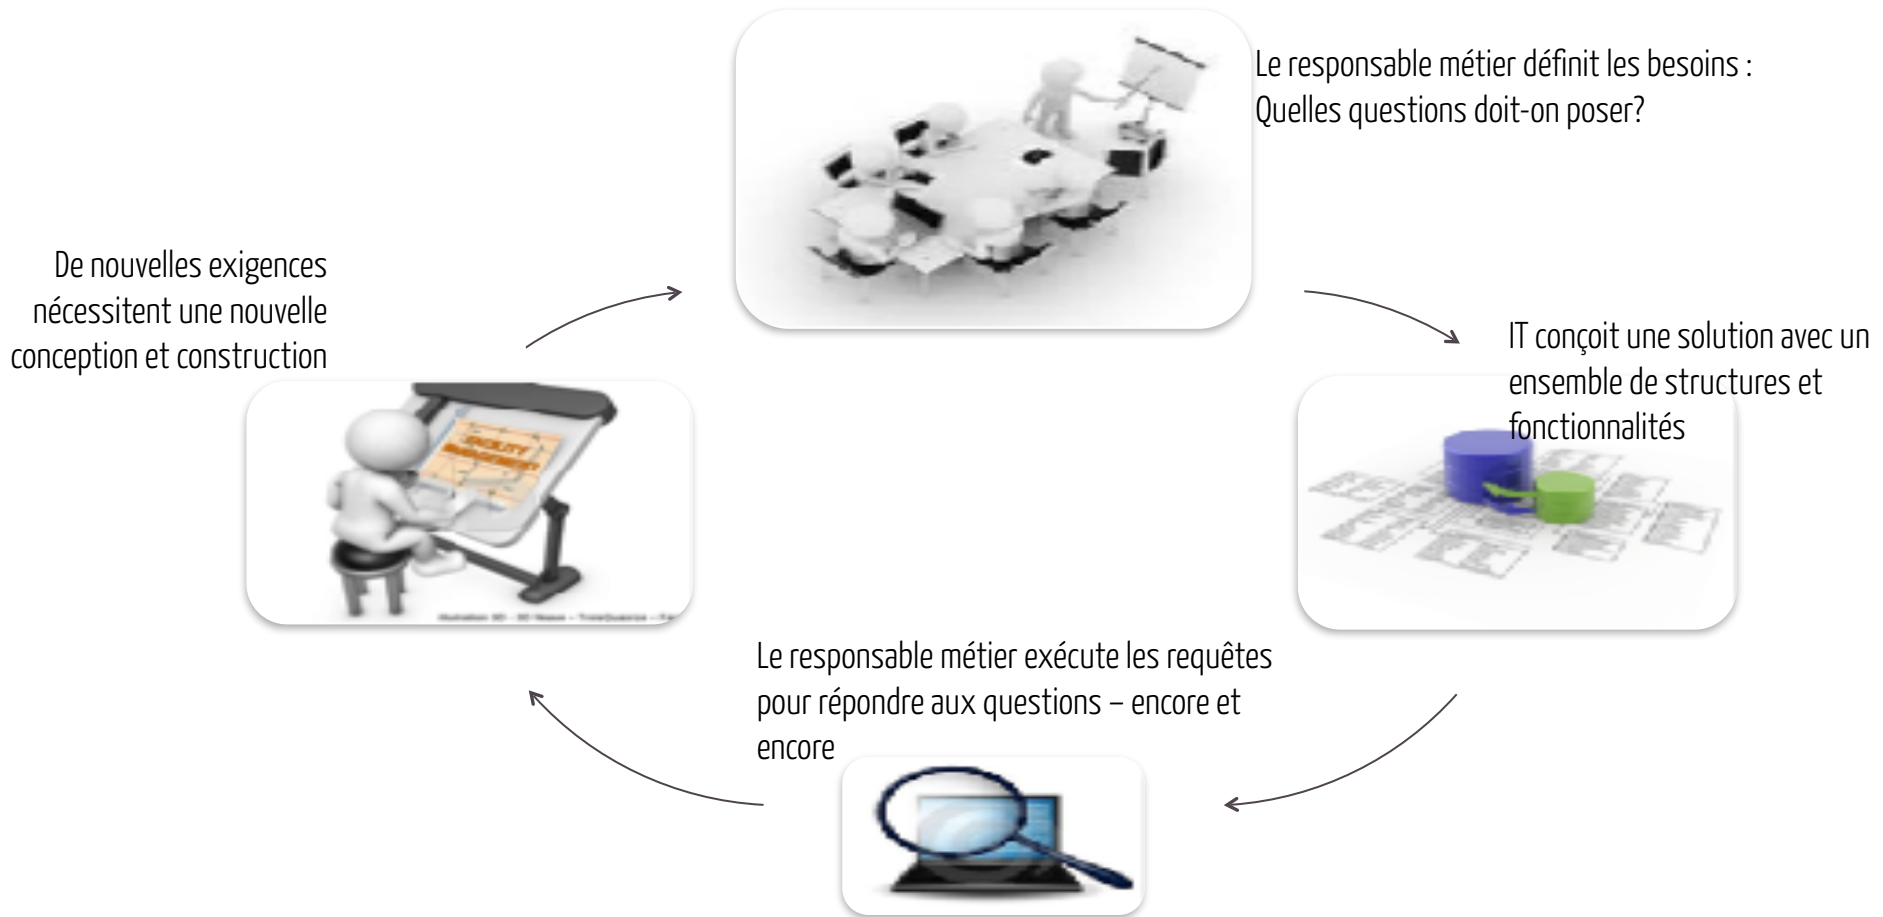 Le responsable métier définit les besoins :
Quelles questions doit-on poser?
De nouvelles exigences
nécessitent une nouvelle
conception et construction
IT conçoit une solution avec un
ensemble de structures et
fonctionnalités
FACILITY
MANAGEMENT
Le responsable métier exécute les requêtes
pour répondre aux questions – encore et
encore